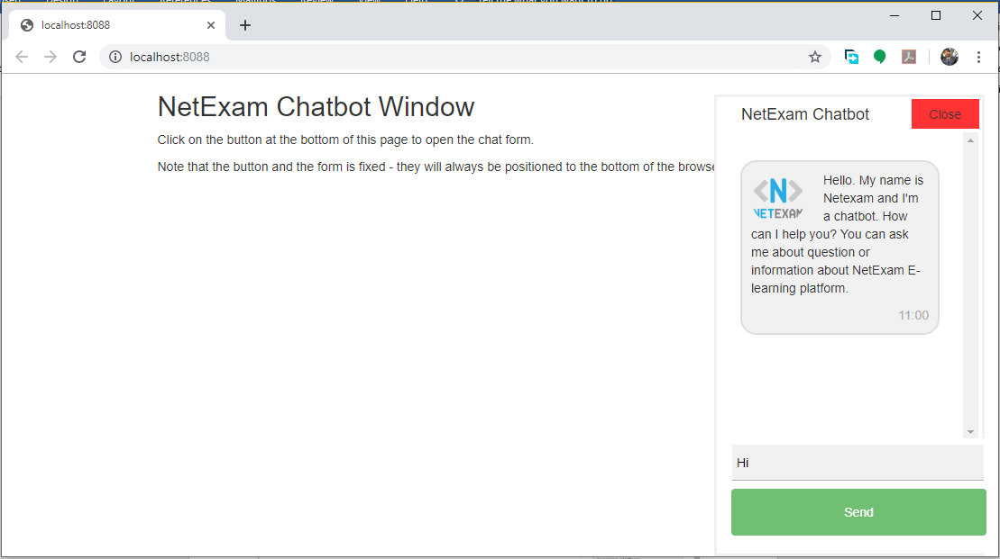 localhost:8088
localhost:8088
NetExam Chatbot Window
Click on the button at the bottom of this page to open the chat form.
Note that the button and the form is fixed - they will always be positioned to the bottom of the browse
NetExam Chatbot
Close
<N>
NETEXAM
Hello. My name is
Netexam and I'm
a chatbot. How
can I help you? You can ask
me about question or
information about NetExam E-
learning platform.
11:00
Hi
Send